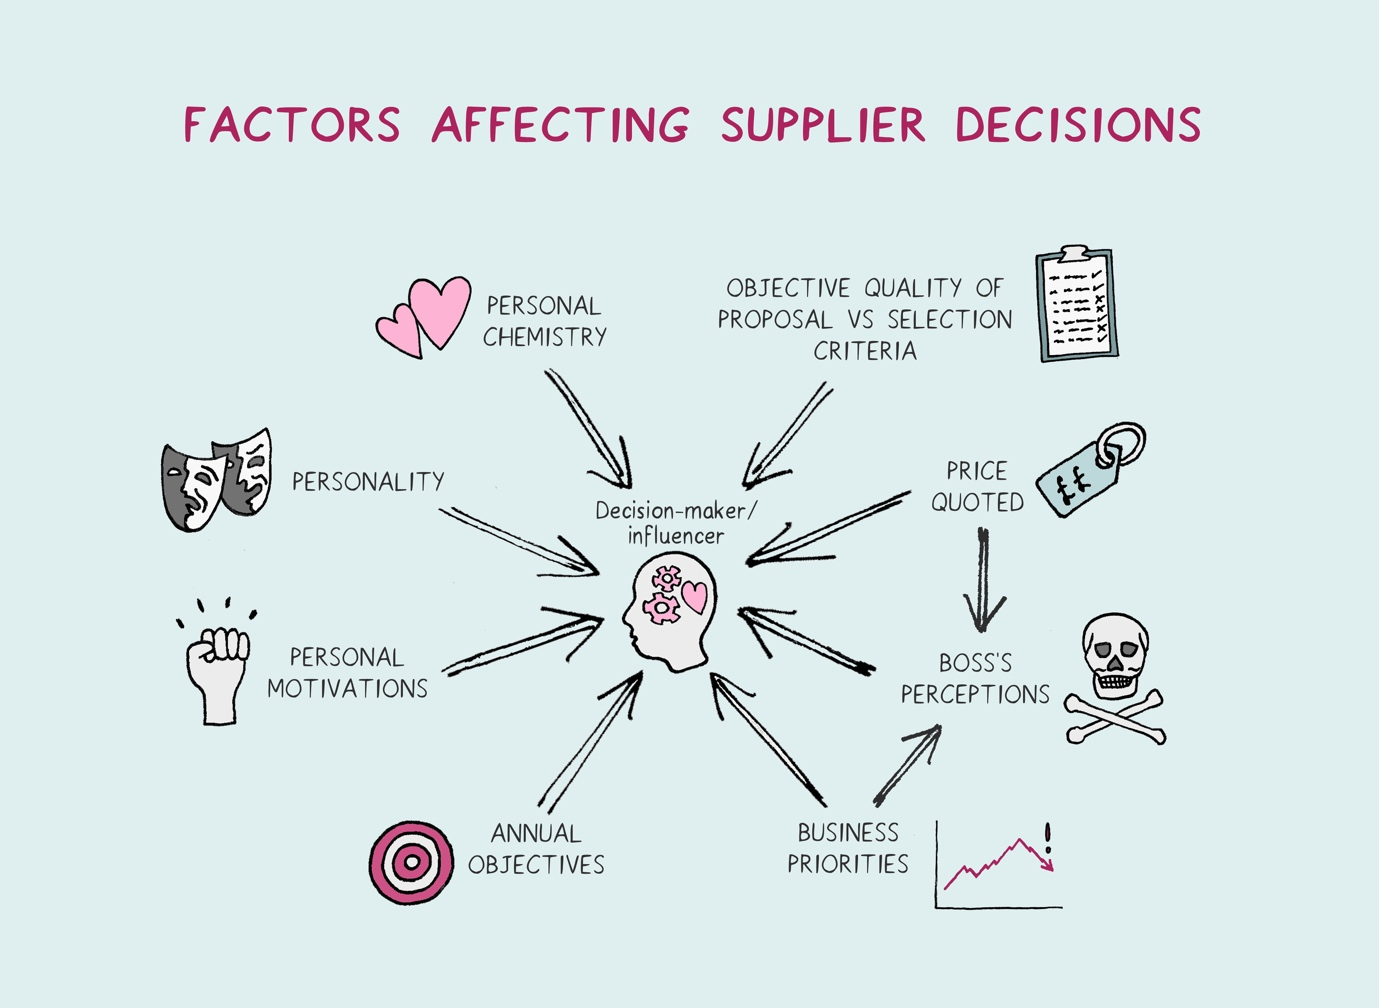 FACTORS AFFECTING SUPPLIER DECISIONS
PERSONAL
CHEMISTRY
OBJECTIVE QUALITY OF
PROPOSAL VS SELECTION
CRITERIA
PERSONALITY
Decision-maker/
influencer
PRICE
QUOTED
££
PERSONAL
MOTIVATIONS
BOSS'S
PERCEPTIONS
ANNUAL
OBJECTIVES
BUSINESS
PRIORITIES
!